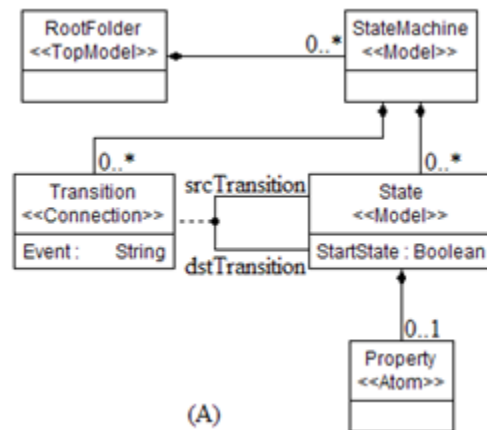 RootFolder
<<TopModel>>
0..*
StateMachine
<<Model>>
0..*
0..*
Transition
<<Connection>>
Event : String
srcTransition
dstTransition
State
<<Model>>
StartState : Boolean
0..1
Property
<<Atom>>
(A)